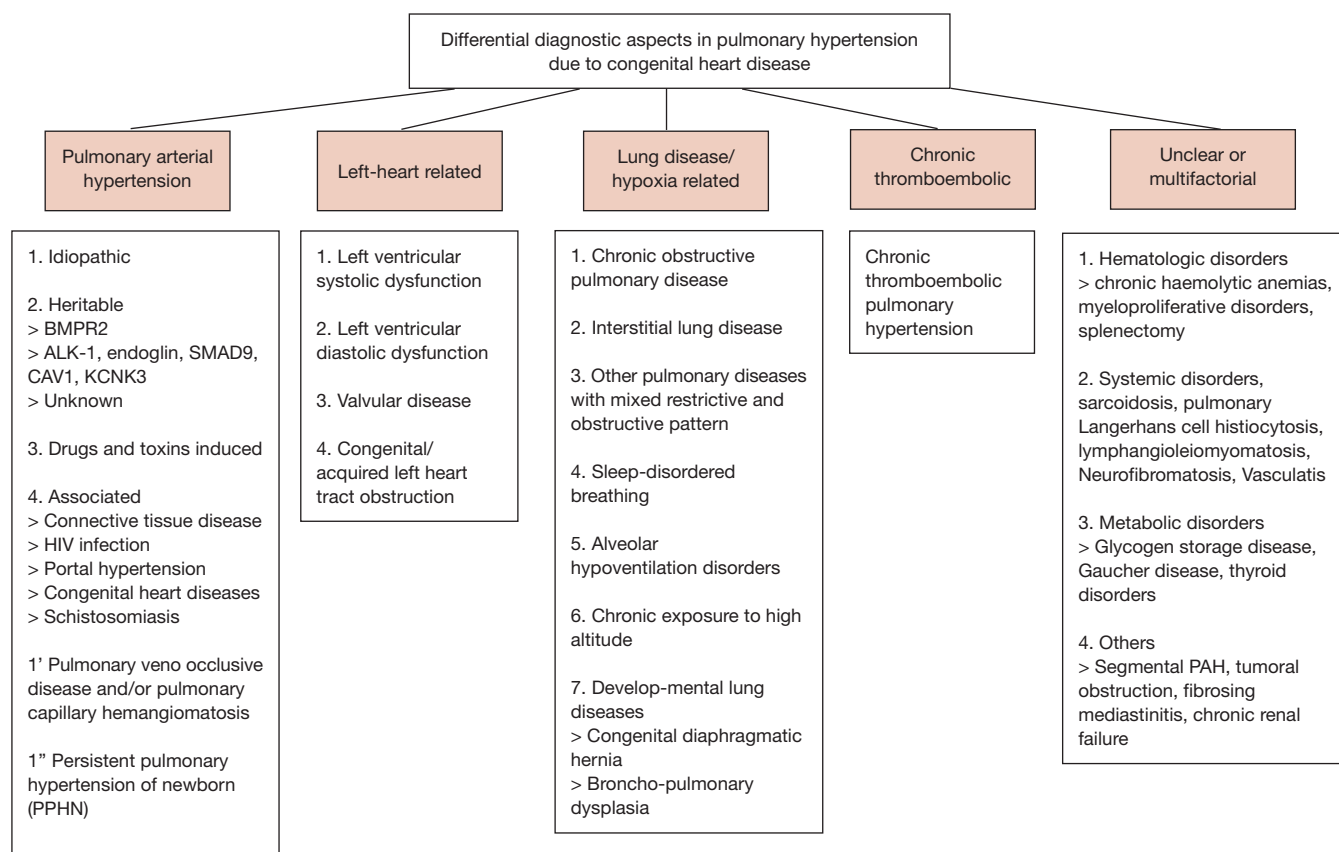 Differential diagnostic aspects in pulmonary hypertension
due to congenital heart disease
Pulmonary arterial
hypertension
Left-heart related
Lung disease/
hypoxia related
Chronic
thromboembolic
Unclear or
multifactorial
1. Idiopathic
2. Heritable
> BMPR2
> ALK-1, endoglin, SMAD9,
CAV1, KCNK3
> Unknown
3. Drugs and toxins induced
4. Associated
> Connective tissue disease
> HIV infection
> Portal hypertension
> Congenital heart diseases
> Schistosomiasis
1’ Pulmonary veno occlusive
disease and/or pulmonary
capillary hemangiomatosis
1” Persistent pulmonary
hypertension of newborn
(PPHN)
1. Left ventricular
systolic dysfunction
2. Left ventricular
diastolic dysfunction
3. Valvular disease
4. Congenital/
acquired left heart
tract obstruction
1. Chronic obstructive
pulmonary disease
2. Interstitial lung disease
3. Other pulmonary diseases
with mixed restrictive and
obstructive pattern
4. Sleep-disordered
breathing
5. Alveolar
hypoventilation disorders
6. Chronic exposure to high
altitude
7. Develop-mental lung
diseases
> Congenital diaphragmatic
hernia
> Broncho-pulmonary
dysplasia
Chronic
thromboembolic
pulmonary
hypertension
1. Hematologic disorders
> chronic haemolytic anemias,
myeloproliferative disorders,
splenectomy
2. Systemic disorders,
sarcoidosis, pulmonary
Langerhans cell histiocytosis,
lymphangioleiomyomatosis,
Neurofibromatosis, Vasculatis
3. Metabolic disorders
> Glycogen storage disease,
Gaucher disease, thyroid
disorders
4. Others
> Segmental PAH, tumoral
obstruction, fibrosing
mediastinitis, chronic renal
failure